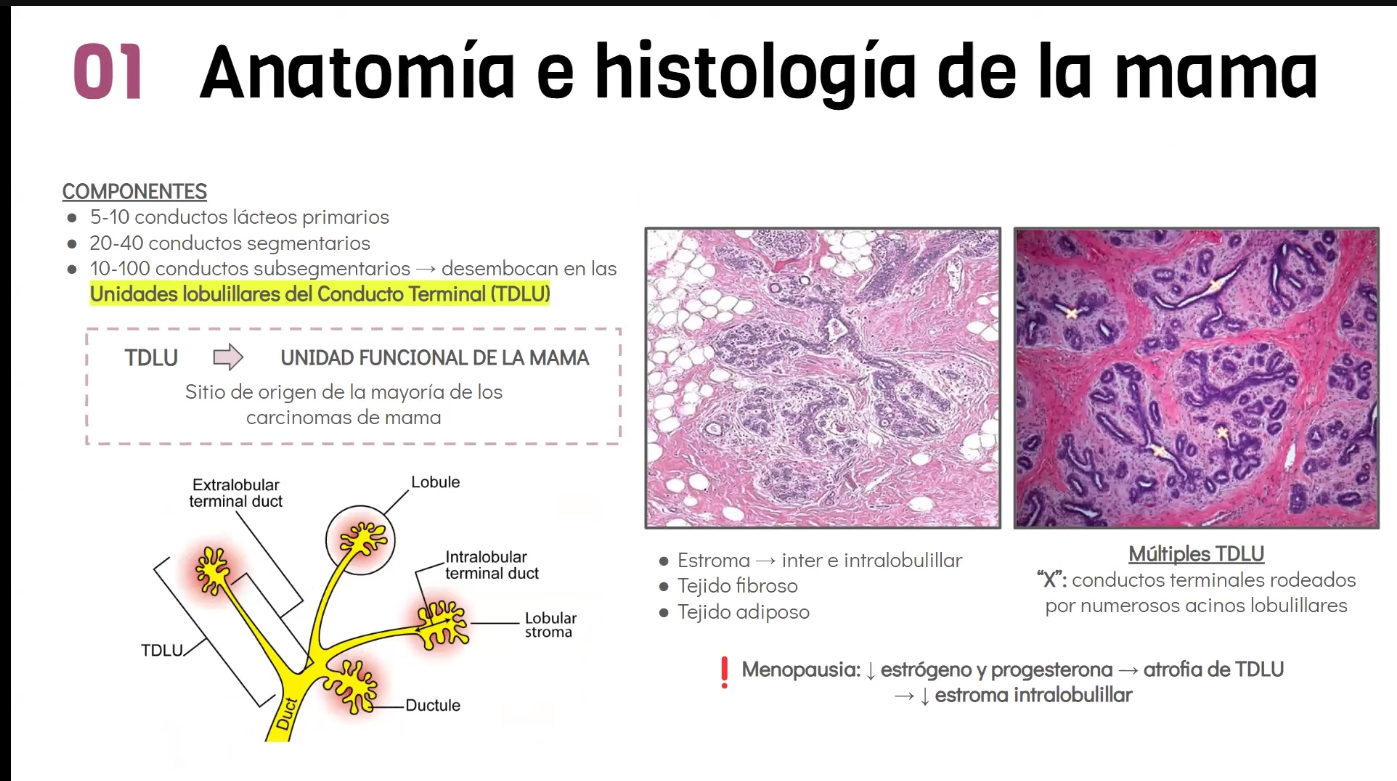 01 Anatomía e histología de la mama
COMPONENTES
● 5-10 conductos lácteos primarios
● 20-40 conductos segmentarios
● 10-100 conductos subsegmentarios → desembocan en las
Unidades lobulillares del Conducto Terminal (TDLU)
TDLU ⇨ UNIDAD FUNCIONAL DE LA MAMA
Sitio de origen de la mayoría de los
carcinomas de mama
Extralobular
terminal duct
Lobule
Intralobular
terminal duct
Lobular
stroma
TDLU
Ductule
Duct
● Estroma → inter e intralobulillar
● Tejido fibroso
● Tejido adiposo
Múltiples TDLU
“X”: conductos terminales rodeados
por numerosos acinos lobulillares
❗ Menopausia: ↓ estrógeno y progesterona → atrofia de TDLU
→ ↓ estroma intralobulillar